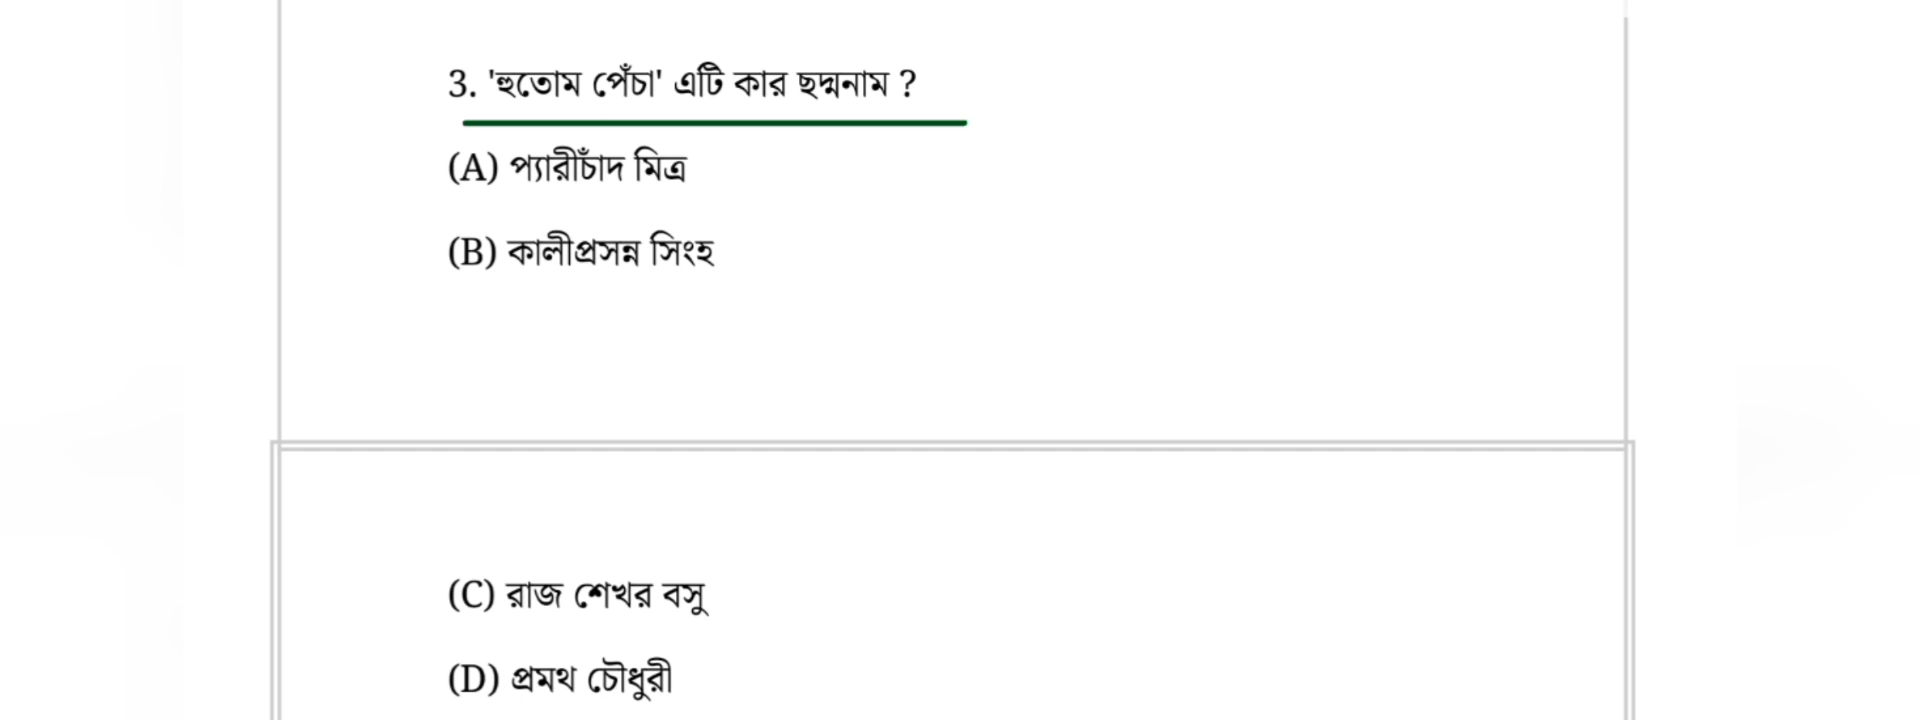 3. 'হুতোম পেঁচা' এটি কার ছদ্মনাম ?
(A) প্যারীচাঁদ মিত্র
(B) কালীপ্রসন্ন সিংহ
(C) রাজ শেখর বসু
(D) প্রমথ চৌধুরী